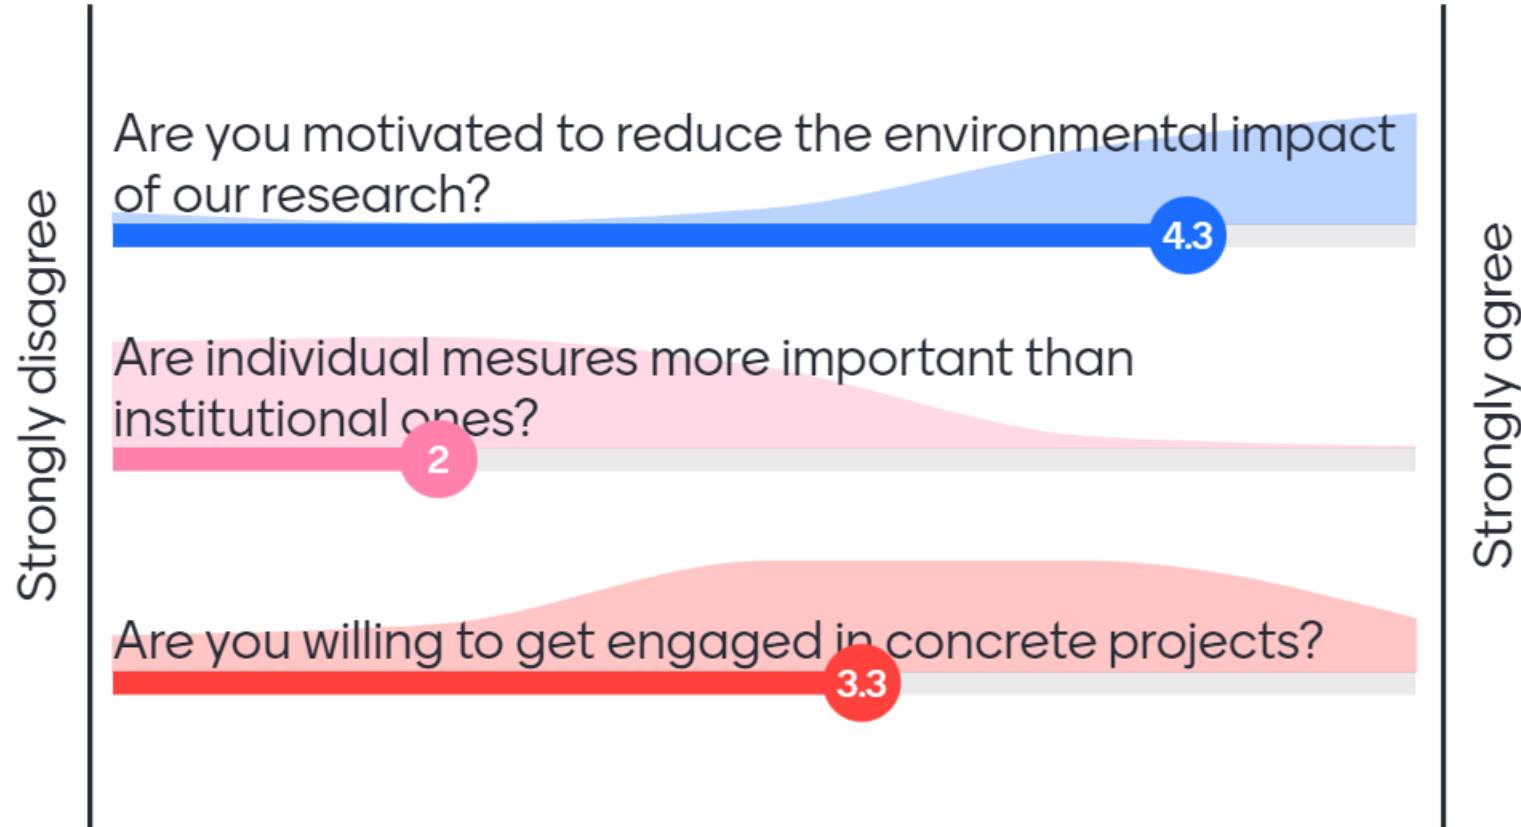 Strongly disagree
Are you motivated to reduce the environmental impact
of our research?
4.3
Are individual mesures more important than
institutional ones?
2
Are you willing to get engaged in concrete projects?
3.3
Strongly agree